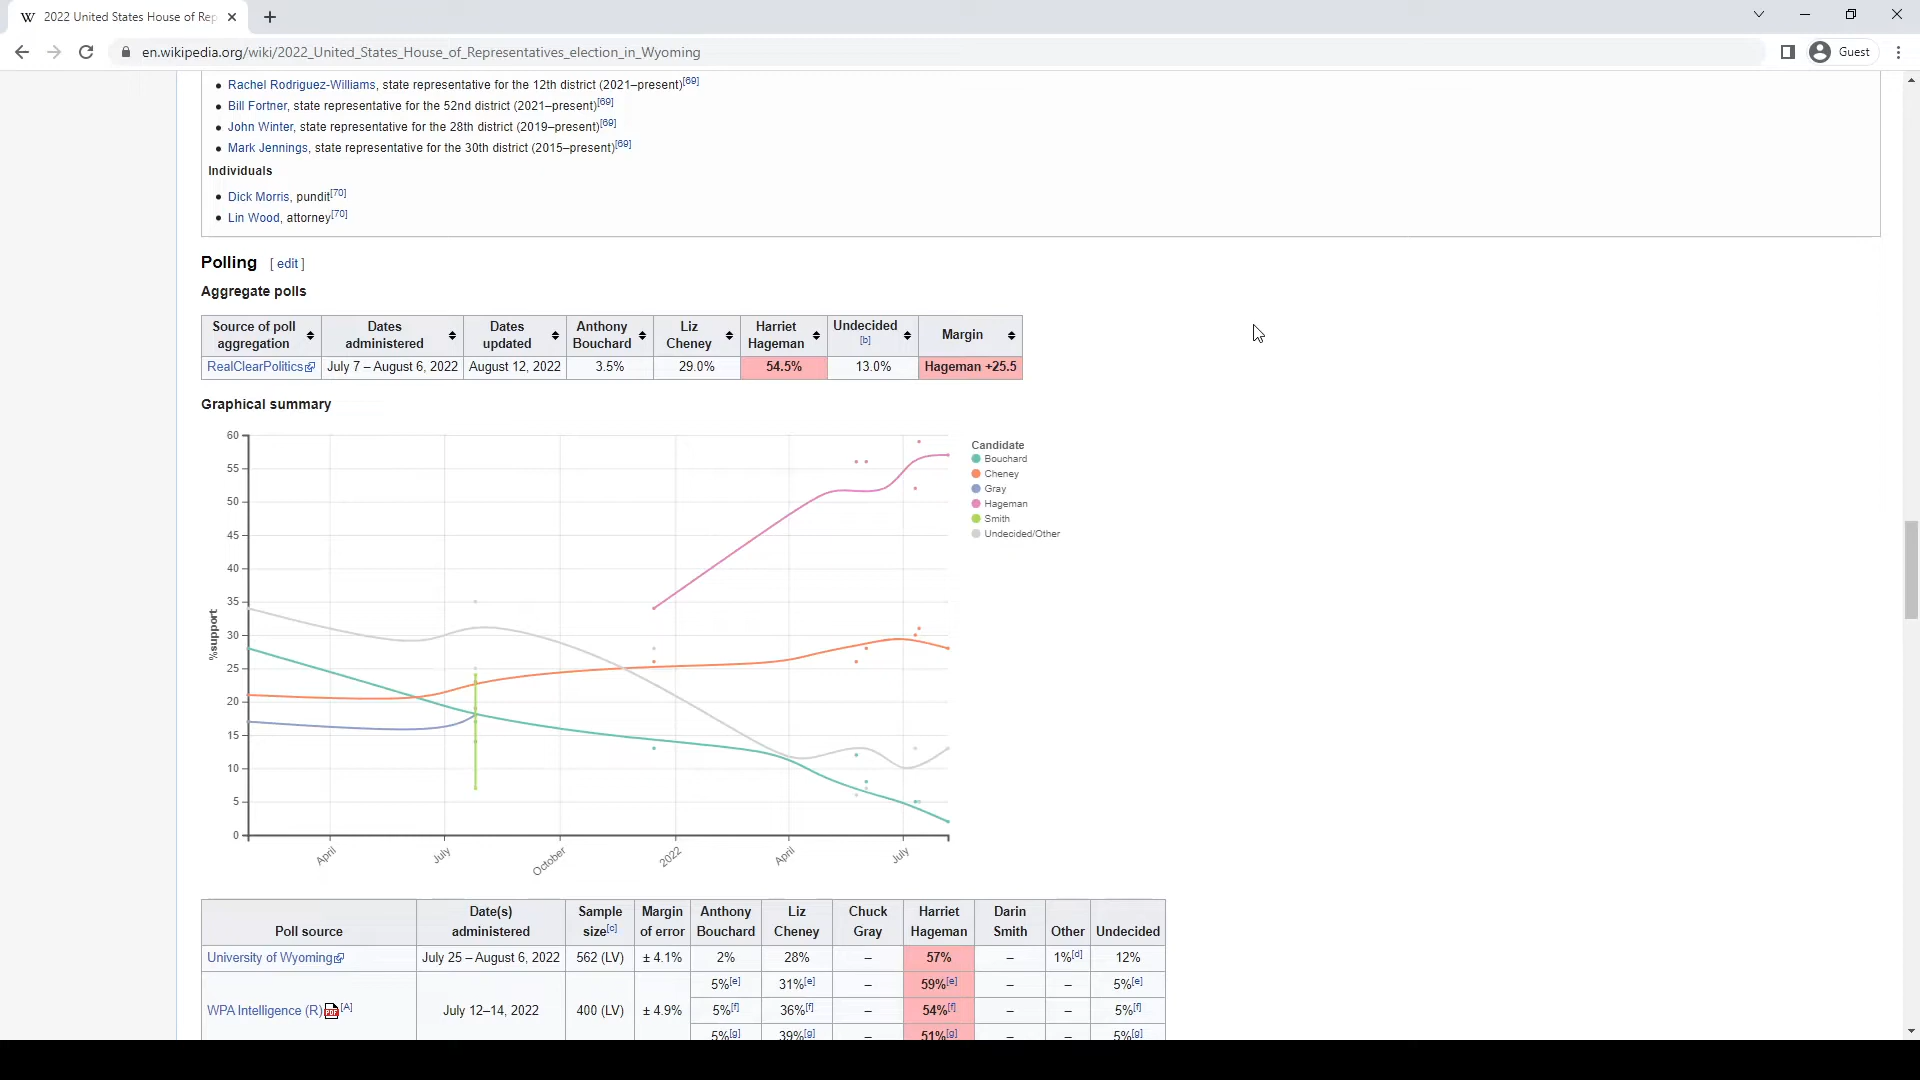 2022 United States House of Rep
en.wikipedia.org/wiki/2022_United_States_House_of_Representatives_election_in_Wyoming
Guest
Rachel Rodriguez-Williams, state representative for the 12th district (2021–present)[69]
Bill Fortner, state representative for the 52nd district (2021–present)[69]
John Winter, state representative for the 28th district (2019–present)[69]
Mark Jennings, state representative for the 30th district (2015–present)[69]
Individuals
Dick Morris, pundit[70]
Lin Wood, attorney[70]
Polling [ edit ]
Aggregate polls
Source of poll aggregation Dates administered Dates updated Anthony Bouchard Liz Cheney Harriet Hageman Undecided [b] Margin
RealClearPolitics July 7 – August 6, 2022 August 12, 2022 3.5% 29.0% 54.5% 13.0% Hageman +25.5
Graphical summary
%support
60
55
50
45
40
35
30
25
20
15
10
5
0
April July October 2022 April July
Candidate
Bouchard
Cheney
Gray
Hageman
Smith
Undecided/Other
Poll source Date(s) administered Sample size[c] Margin of error Anthony Bouchard Liz Cheney Chuck Gray Harriet Hageman Darin Smith Other Undecided
University of Wyoming July 25 – August 6, 2022 562 (LV) ± 4.1% 2% 28% – 57% – 1%[d] 12%
5%[e] 31%[e] – 59%[e] – – 5%[e]
WPA Intelligence (R) [A] July 12–14, 2022 400 (LV) ± 4.9% 5%[f] 36%[f] – 54%[f] – – 5%[f]
5%[g] 39%[g] – 51%[g] – – 5%[g]